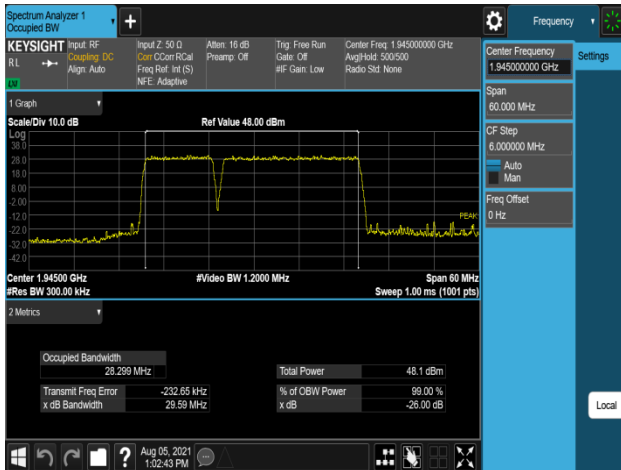 Spectrum Analyzer 1
Occupied BW
+
Frequency
KEYSIGHT
RL
Input: RF
Coupling: DC
Align: Auto
Input Z: 50 Ω
Corr CCorr RCal
Freq Ref: Int (S)
NFE: Adaptive
Atten: 16 dB
Preamp: Off
Trig: Free Run
Gate: Off
#IF Gain: Low
Center Freq: 1.945000000 GHz
Avg|Hold: 500/500
Radio Std: None
LXI
1 Graph
Scale/Div 10.0 dB
Ref Value 48.00 dBm
Log
38.0
28.0
18.0
8.00
-2.00
-12.0
-22.0
-32.0
-42.0
PEAK
Center 1.94500 GHz
#Video BW 1.2000 MHz
Span 60 MHz
#Res BW 300.00 kHz
Sweep 1.00 ms (1001 pts)
2 Metrics
Occupied Bandwidth
28.299 MHz
Total Power
48.1 dBm
Transmit Freq Error
-232.65 kHz
% of OBW Power
99.00 %
x dB Bandwidth
29.59 MHz
x dB
-26.00 dB
Center Frequency
1.945000000 GHz
Settings
Span
60.000 MHz
CF Step
6.000000 MHz
Auto
Man
Freq Offset
0 Hz
Local
?
Aug 05, 2021
1:02:43 PM